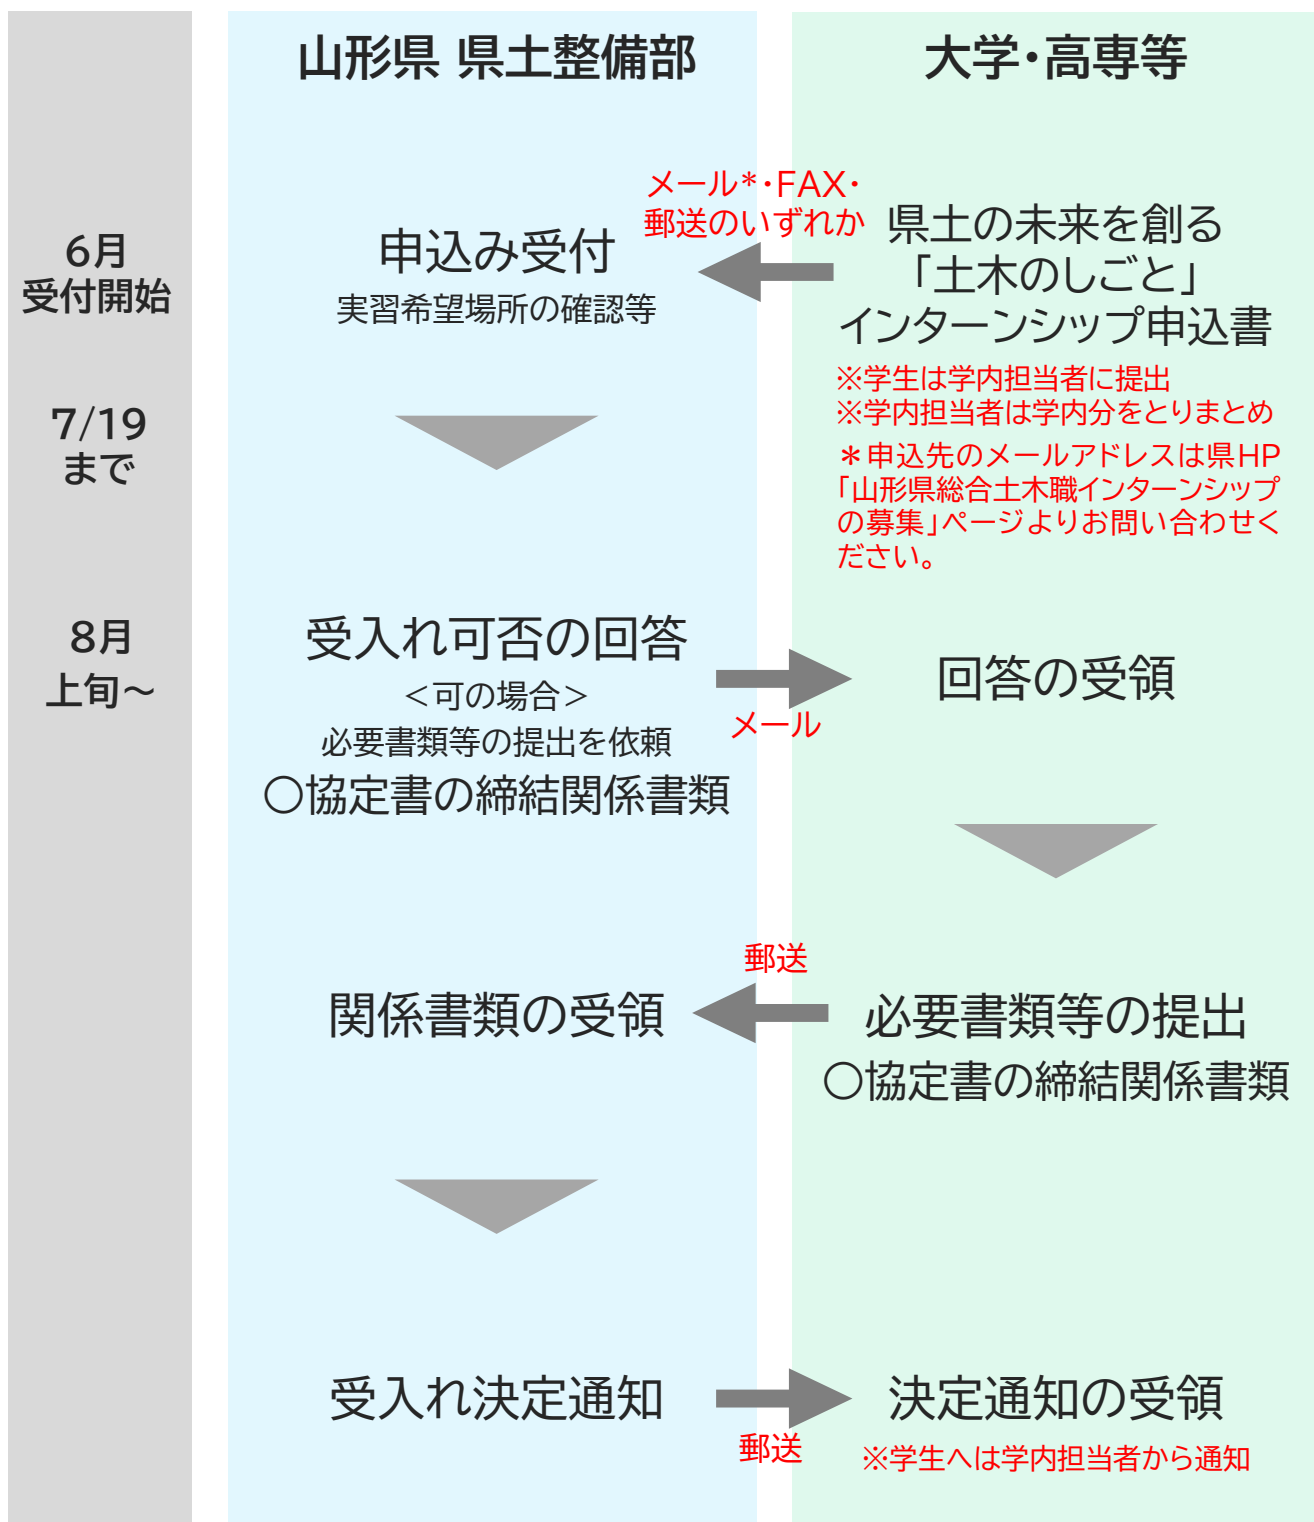 山形県 県土整備部
大学・高専等
6月
受付開始
7/19
まで
8月
上旬～
申込み受付
実習希望場所の確認等
メール*・FAX・
郵送のいずれか
県土の未来を創る
「土木のしごと」
インターンシップ申込書
※学生は学内担当者に提出
※学内担当者は学内分をとりまとめ
＊申込先のメールアドレスは県HP
「山形県総合土木職インターンシップ
の募集」ページよりお問い合わせく
ださい。
受入れ可否の回答
＜可の場合＞
必要書類等の提出を依頼
〇協定書の締結関係書類
メール
回答の受領
郵送
関係書類の受領
必要書類等の提出
〇協定書の締結関係書類
受入れ決定通知
郵送
決定通知の受領
※学生へは学内担当者から通知